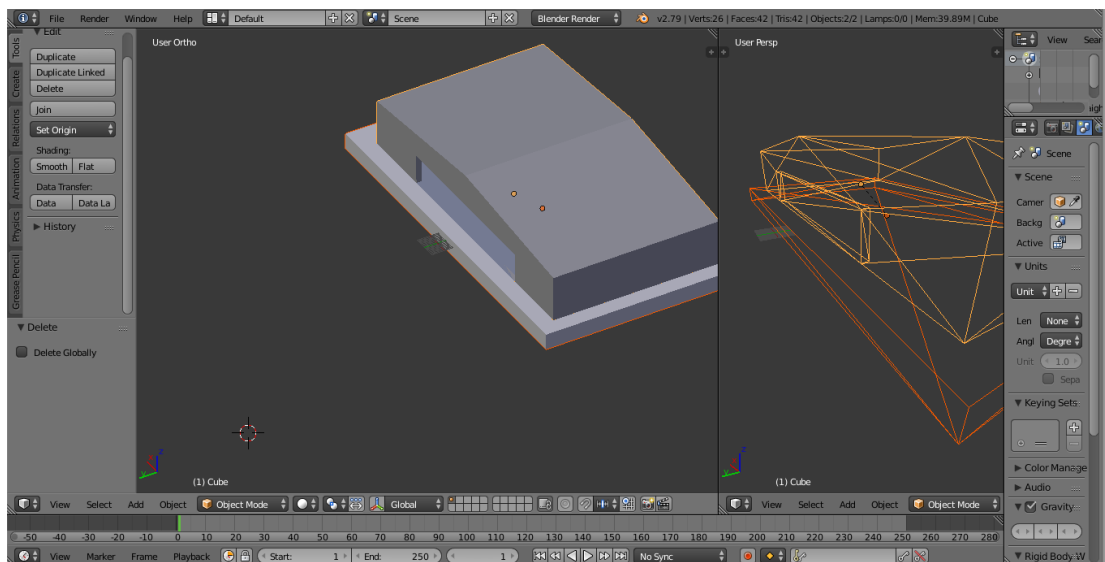 File Render Window Help Default Scene Blender Render v2.79 | Verts:26 | Faces:42 | Tris:42 | Objects:2/2 | Lamps:0/0 | Mem:39.89M | Cube
Tools
Create
Relations
Animation
Physics
Grease Pencil
▼ Edit
Duplicate
Duplicate Linked
Delete
Join
Set Origin
Shading:
Smooth Flat
Data Transfer:
Data Data La
▶ History
▼ Delete
Delete Globally
User Ortho
z
y
(1) Cube
User Persp
z
y
(1) Cube
View Sear
Scene
▼ Scene
Camer
Backg
Active
▼ Units
Unit
Len None
Angl Degre
Unit 1.0
Sepa
▼ Keying Sets
▶ Color Manage
▶ Audio
▼ Gravity
▼ Rigid Body W
View Select Add Object Object Mode Global View Select Add Object Object Mode
-50 -40 -30 -20 -10 0 10 20 30 40 50 60 70 80 90 100 110 120 130 140 150 160 170 180 190 200 210 220 230 240 250 260 270 280
View Marker Frame Playback Start: 1 End: 250 1 No Sync